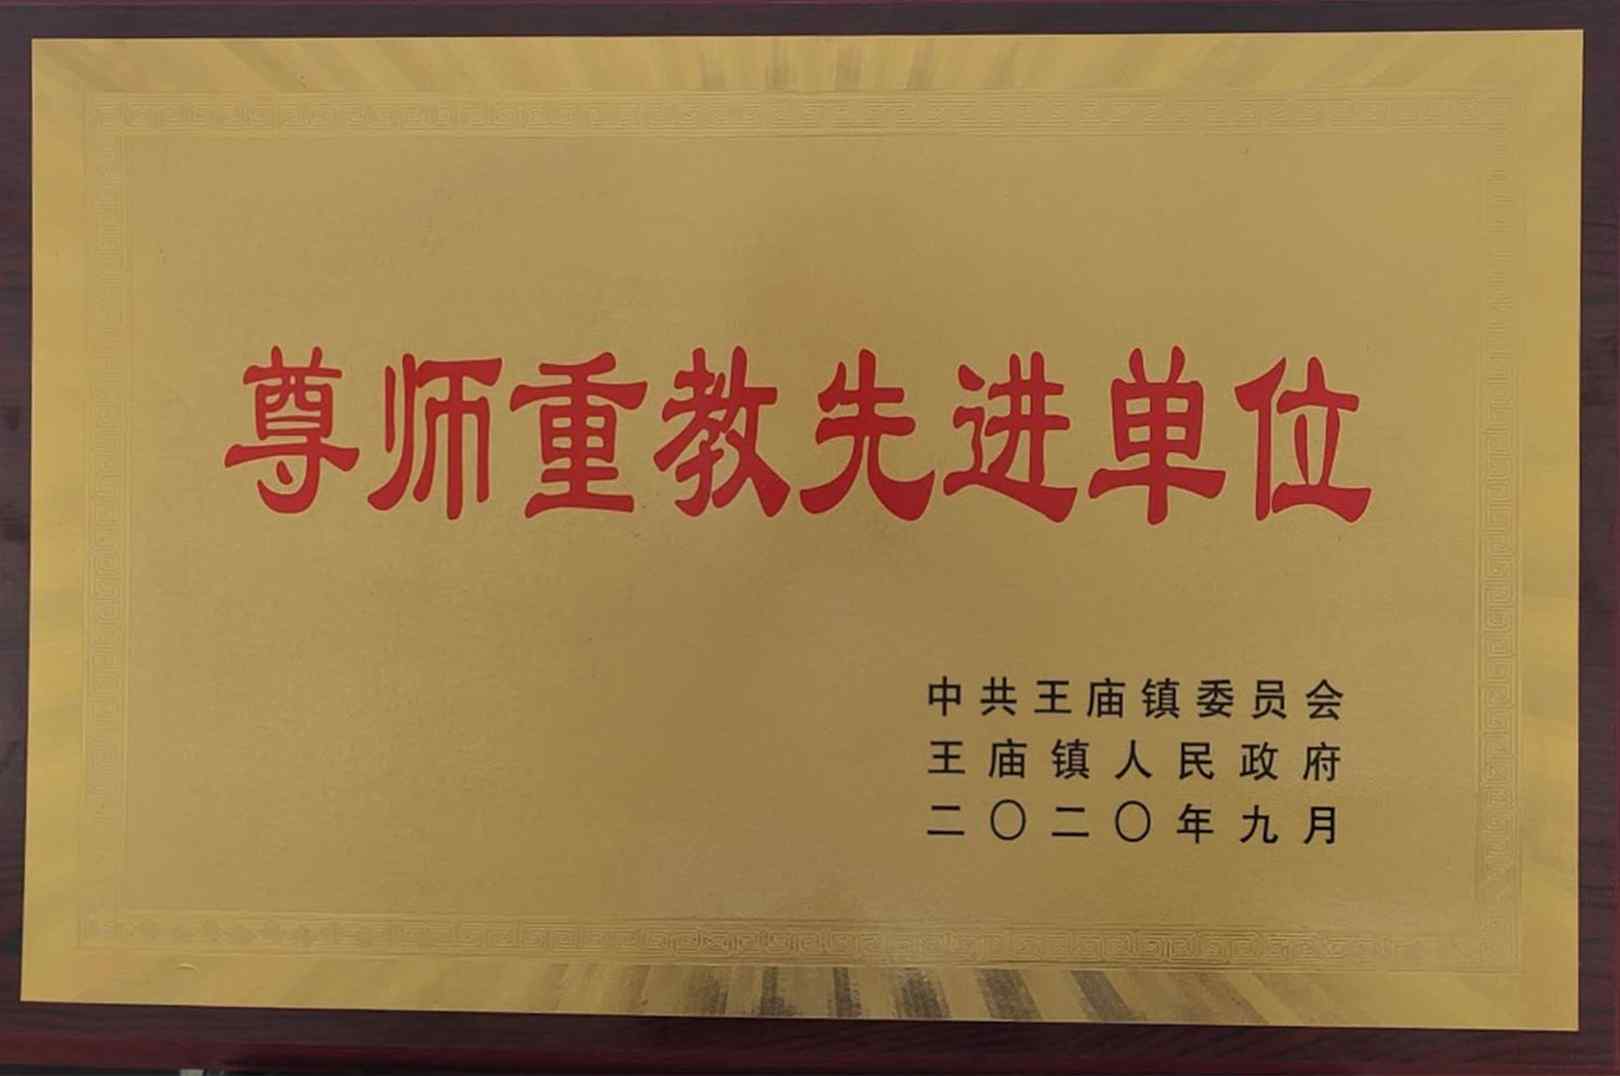 尊师重教先进单位
中共王庙镇委员会
王庙镇人民政府
二〇二〇年九月